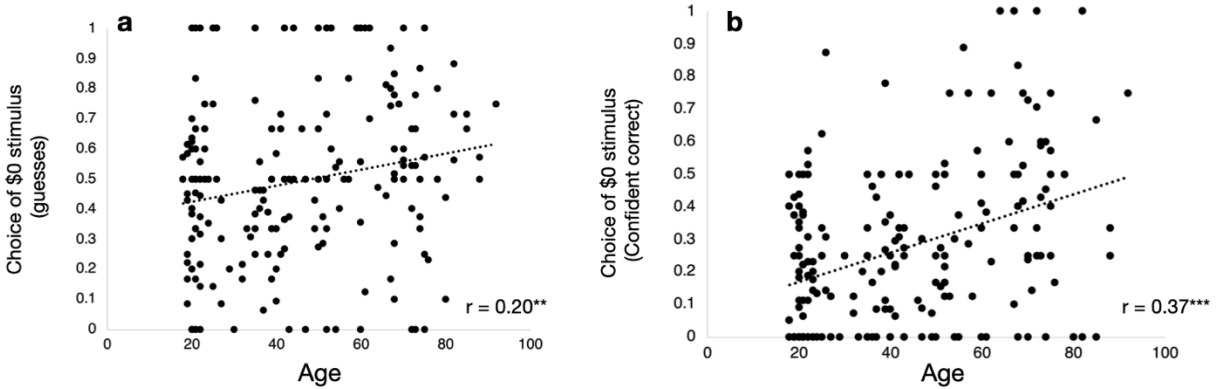 a
Choice of $0 stimulus
(guesses)
1
0.9
0.8
0.7
0.6
0.5
0.4
0.3
0.2
0.1
0
0 20 40 60 80 100
Age
r = 0.20**
b
Choice of $0 stimulus
(Confident correct)
1
0.9
0.8
0.7
0.6
0.5
0.4
0.3
0.2
0.1
0
0 20 40 60 80 100
Age
r = 0.37***